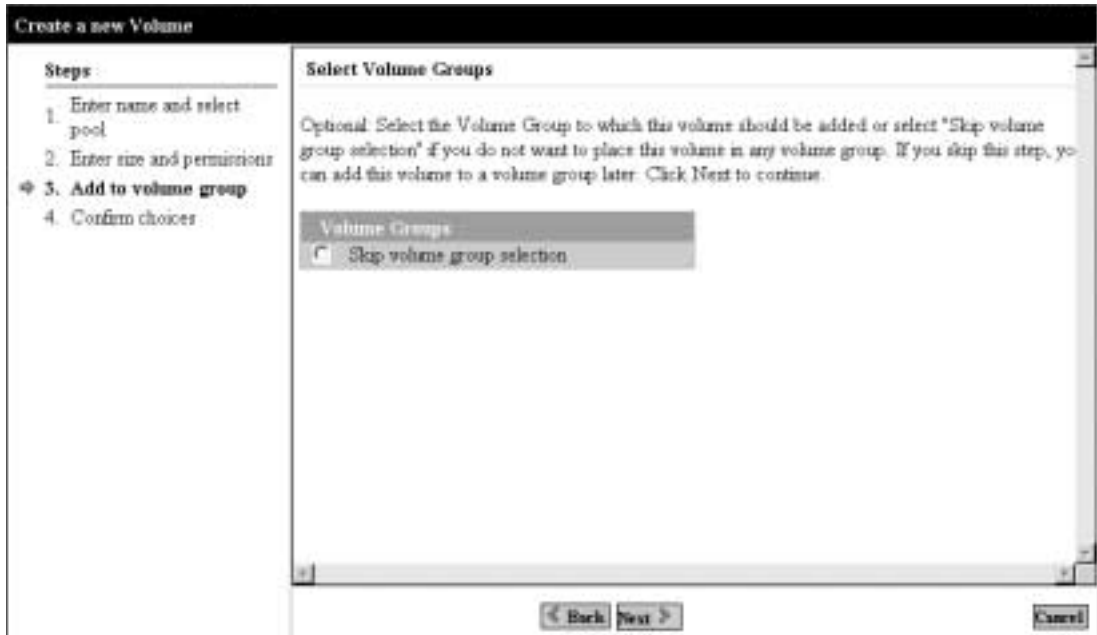 Create a new Volume
Steps
1. Enter name and select
pool
2. Enter size and permissions
3. Add to volume group
4. Confirm choices
Select Volume Groups
Optional: Select the Volume Group to which this volume should be added or select "Skip volume
group selection" if you do not want to place this volume in any volume group. If you skip this step, yo
can add this volume to a volume group later. Click Next to continue.
Volume Groups
Skip volume group selection
Back Next Cancel